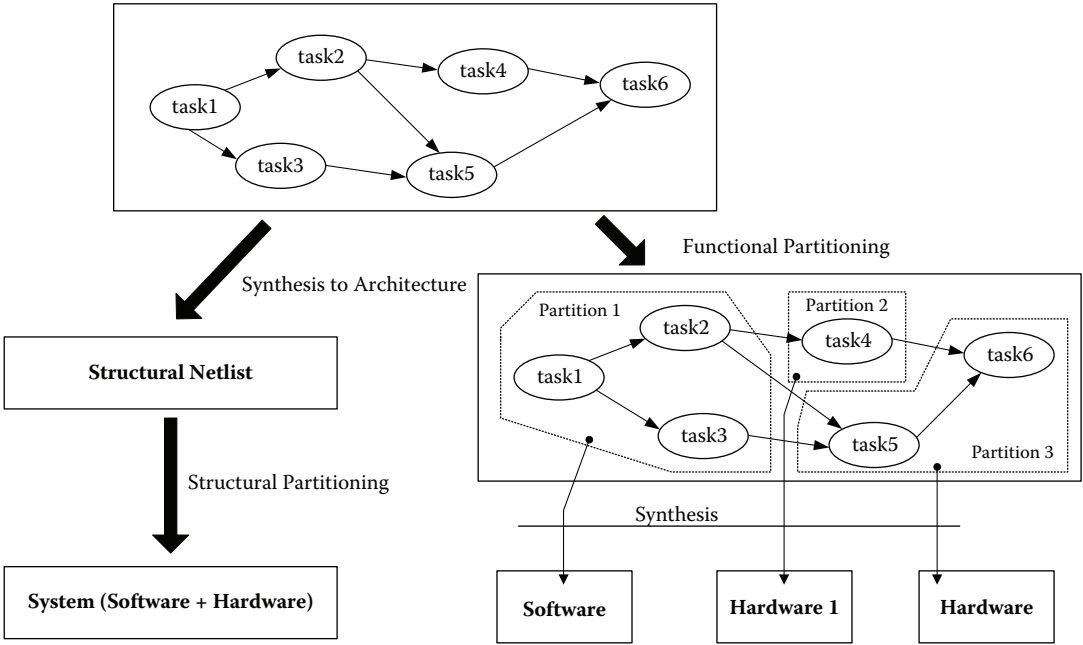 task2
task4
task6
task1
task3
task5
Functional Partitioning
Synthesis to Architecture
Partition 1
Partition 2
task2
task4
task6
task1
Structural Netlist
task3
task5
Partition 3
Structural Partitioning
Synthesis
System (Software + Hardware)
Software
Hardware 1
Hardware